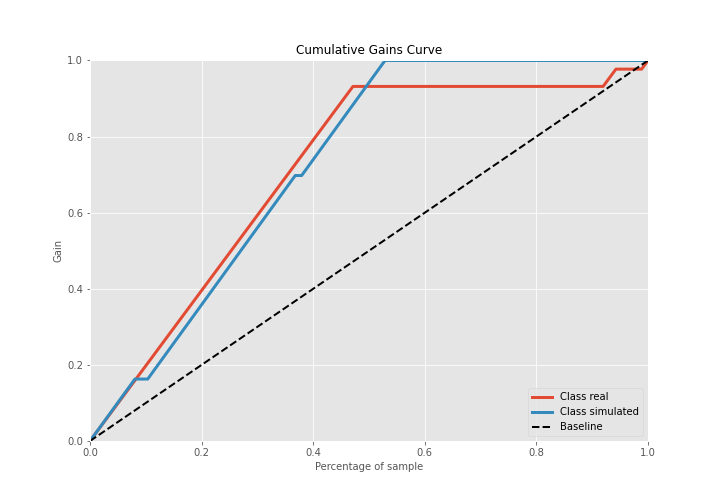 Cumulative Gains Curve
1.0
0.8
0.6
0.4
0.2
0.0
Gain
0.0 0.2 0.4 0.6 0.8 1.0
Percentage of sample
Class real
Class simulated
Baseline